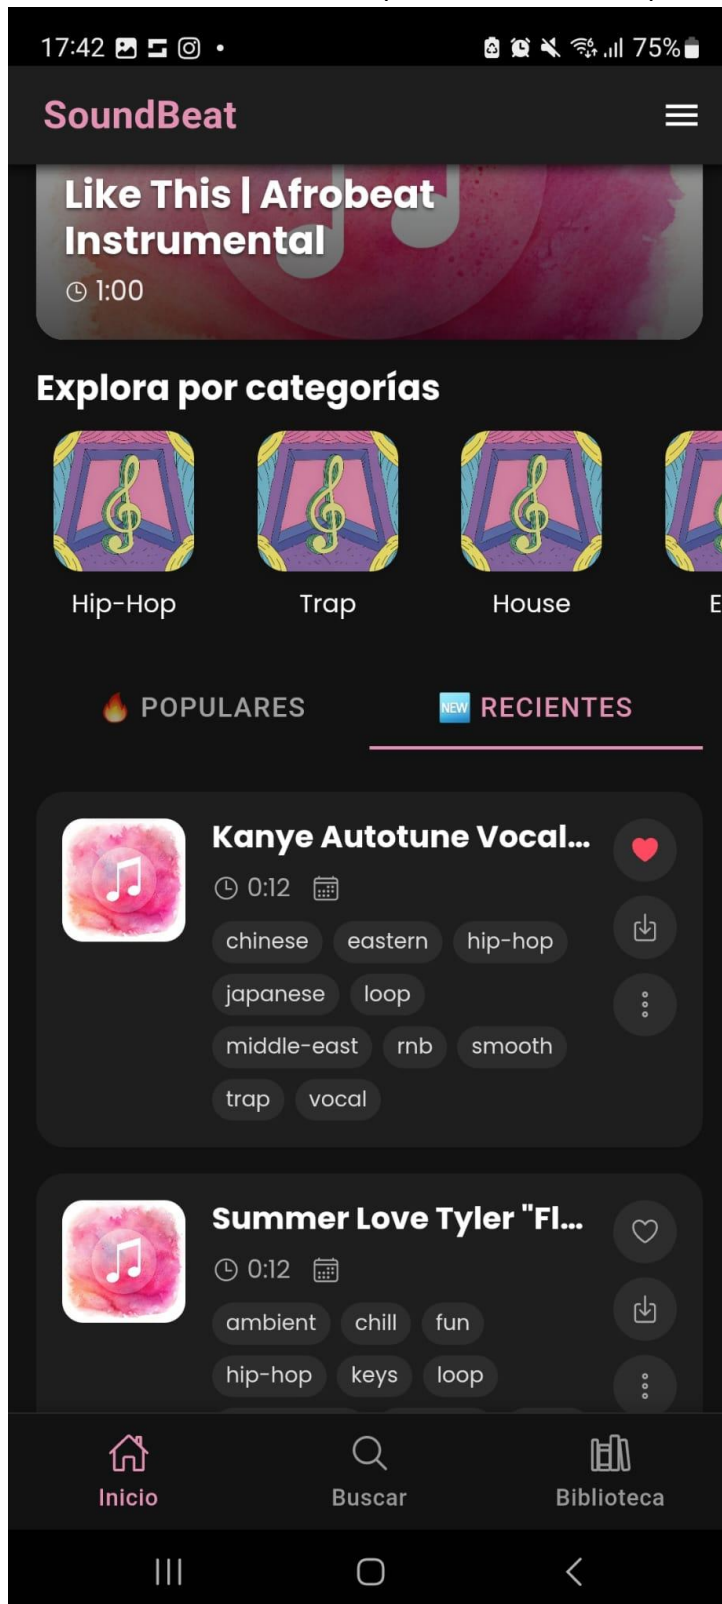 17:42
75%
SoundBeat
Like This | Afrobeat
Instrumental
1:00
Explora por categorías
Hip-Hop Trap House E
🔥 POPULARES NEW RECIENTES
Kanye Autotune Vocal...
0:12
chinese eastern hip-hop
japanese loop
middle-east rnb smooth
trap vocal
Summer Love Tyler "Fl...
0:12
ambient chill fun
hip-hop keys loop
Inicio Buscar Biblioteca